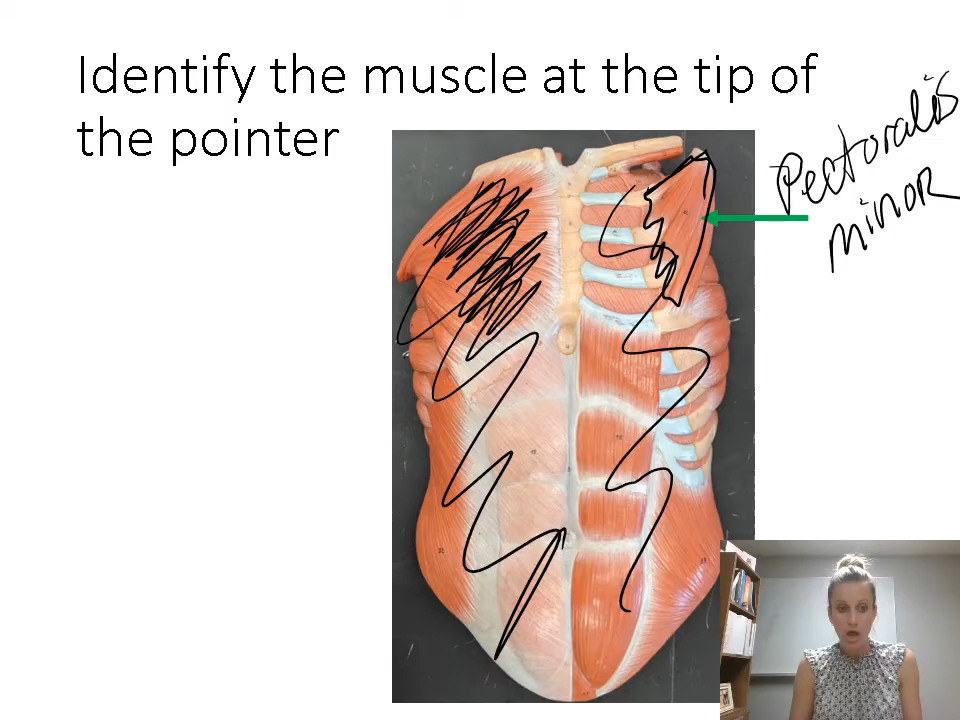 Identify the muscle at the tip of
the pointer
Pectoralis
minor